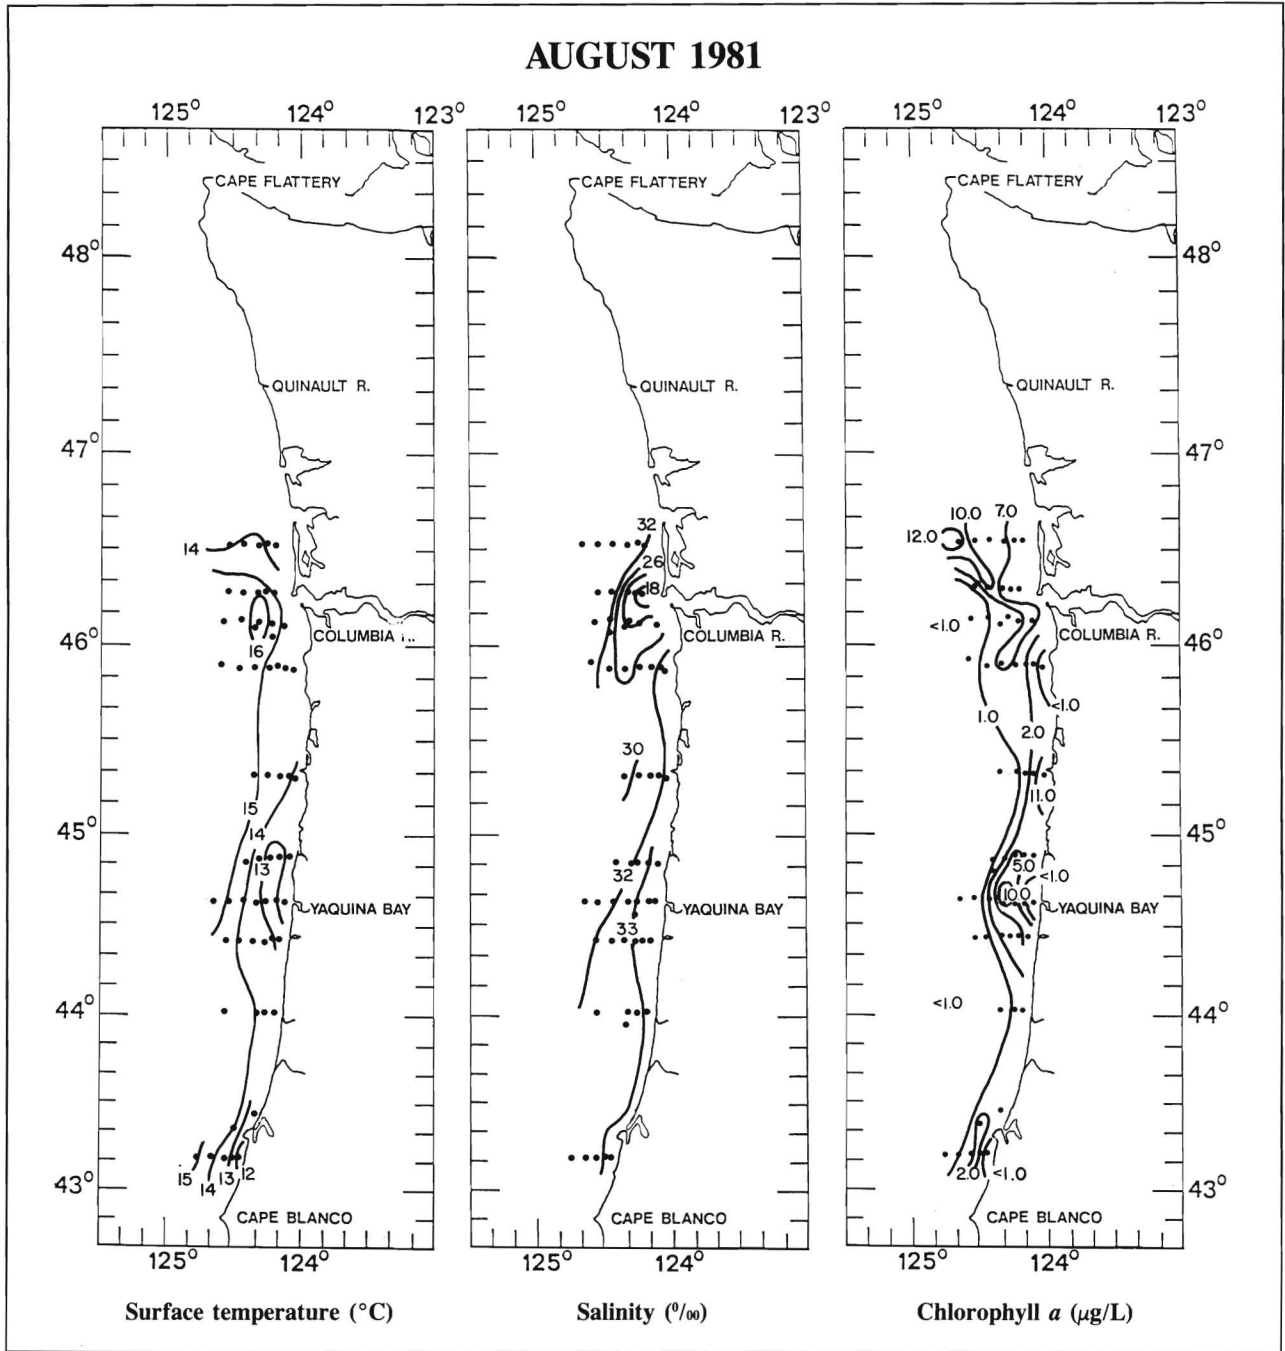 AUGUST 1981
125° 124° 123° 125° 124° 123° 125° 124° 123°
CAPE FLATTERY CAPE FLATTERY CAPE FLATTERY
48° 48°
QUINAULT R. QUINAULT R. QUINAULT R.
47° 47°
14 32 12.0 10.0 7.0
26
18
16 COLUMBIA R. COLUMBIA R. <1.0 COLUMBIA R.
46° 46°
1.0 2.0 <1.0
30
15 11.0
45° 14 45°
13 32 5.0 <1.0
10.0
YAQUINA BAY YAQUINA BAY YAQUINA BAY
33
44° <1.0 44°
15 14 13 12 2.0 <1.0
43° 43°
CAPE BLANCO CAPE BLANCO CAPE BLANCO
125° 124° 125° 124° 125° 124°
Surface temperature (°C) Salinity (⁰/₀₀) Chlorophyll a (µg/L)